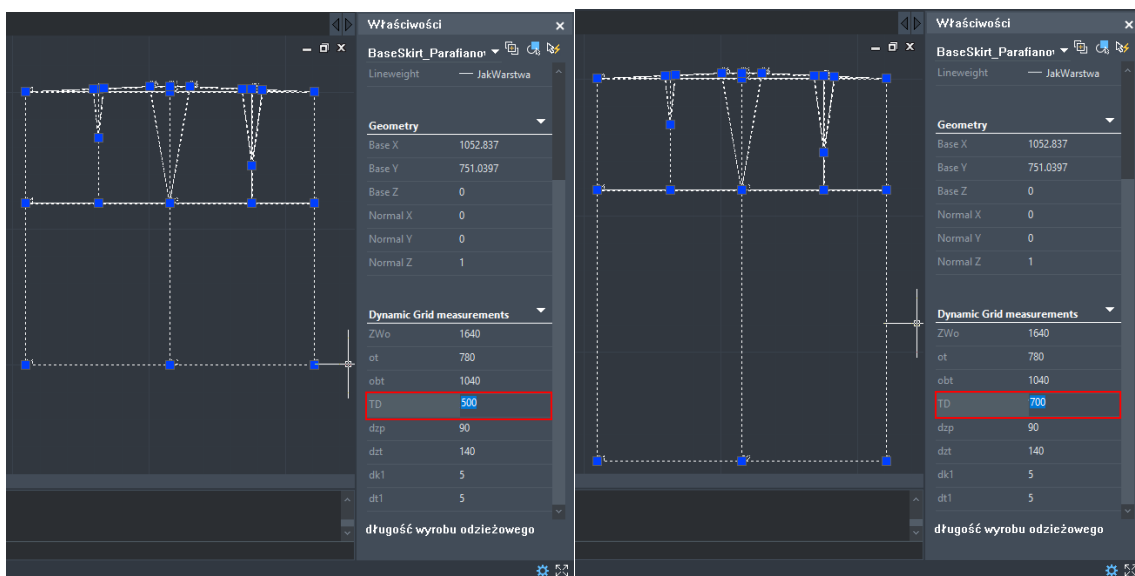 Właściwości
BaseSkirt_Parafianov
Lineweight — JakWarstwa
Geometry
Base X 1052.837
Base Y 751.0397
Base Z 0
Normal X 0
Normal Y 0
Normal Z 1
Dynamic Grid measurements
ZWo 1640
ot 780
obt 1040
TD 500
dzp 90
dzt 140
dk1 5
dt1 5
długość wyrobu odzieżowego
Właściwości
BaseSkirt_Parafianov
Lineweight — JakWarstwa
Geometry
Base X 1052.837
Base Y 751.0397
Base Z 0
Normal X 0
Normal Y 0
Normal Z 1
Dynamic Grid measurements
ZWo 1640
ot 780
obt 1040
TD 700
dzp 90
dzt 140
dk1 5
dt1 5
długość wyrobu odzieżowego